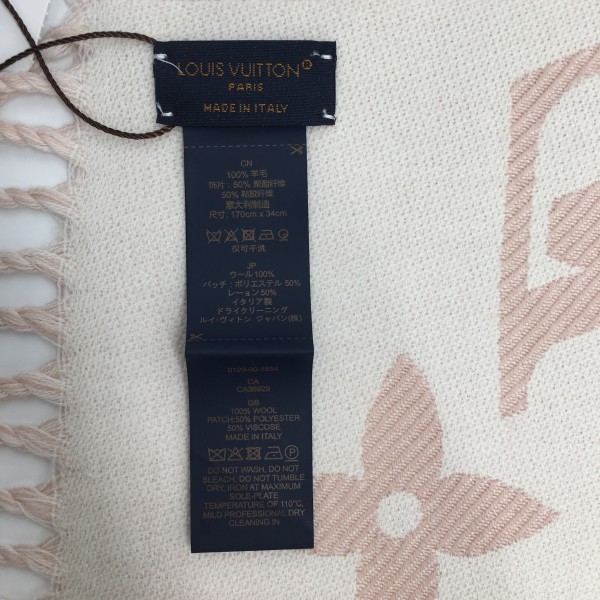 LOUIS VUITTON®
PARIS
MADE IN ITALY
CN
100% 羊毛
饰片：50% 聚酯纤维
50% 粘胶纤维
意大利制造
尺寸: 170cm x 34cm
仅可干洗
JP
ウール100%
パッチ：ポリエステル 50%
レーヨン50%
イタリア製
ドライクリーニング
ルイ・ヴィトン ジャパン(株)
CA
CA36929
GB
100% WOOL
PATCH:50% POLYESTER
50% VISCOSE
MADE IN ITALY
DO NOT WASH, DO NOT
BLEACH, DO NOT TUMBLE
DRY, IRON AT MAXIMUM
SOLE-PLATE
TEMPERATURE OF 110°C,
MILD PROFESSIONAL DRY
CLEANING IN